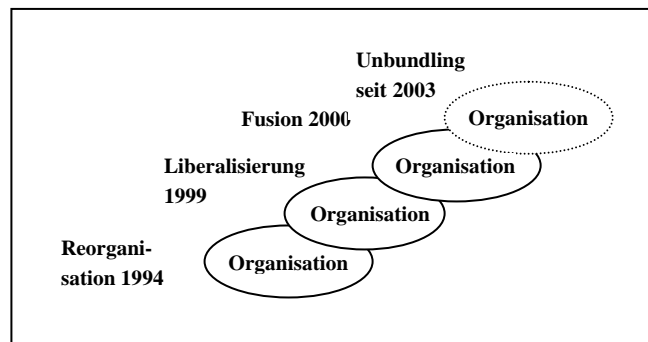 Unbundling
seit 2003
Organisation
Fusion 2000
Organisation
Liberalisierung
1999
Organisation
Reorgani-
sation 1994
Organisation